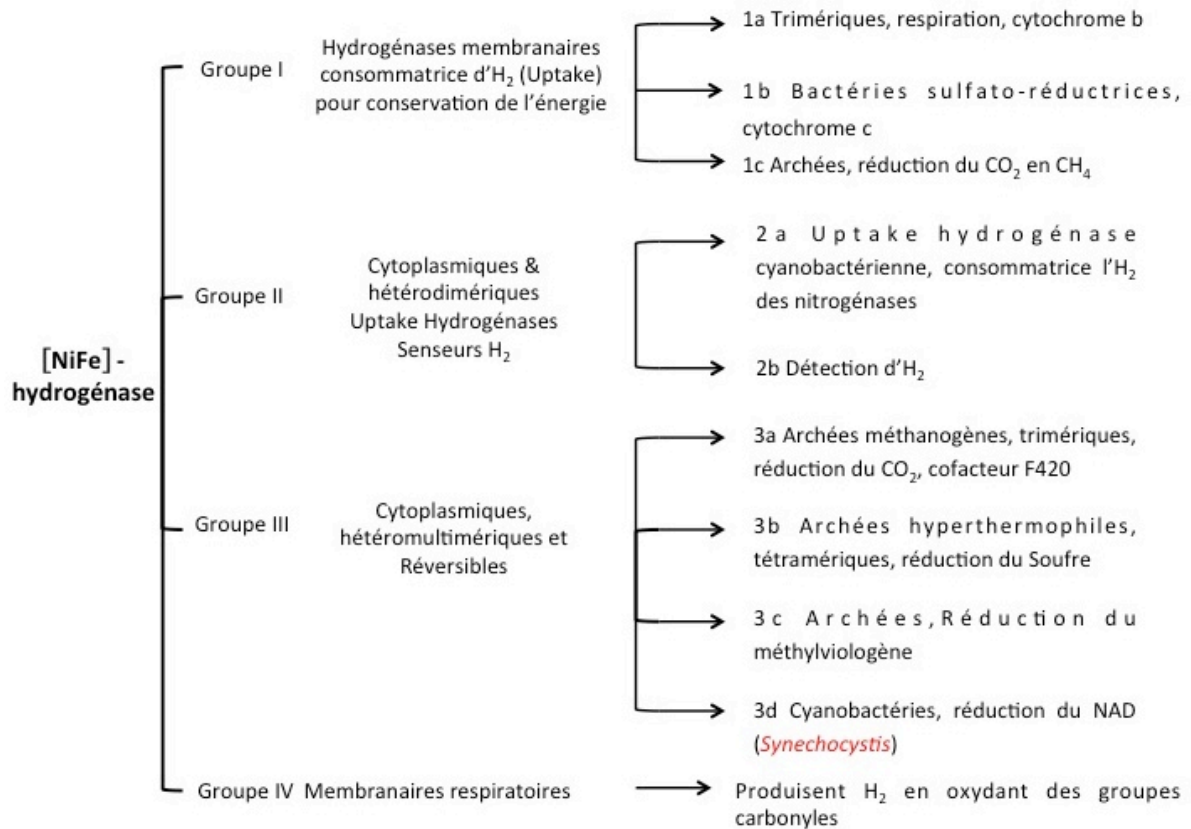 [NiFe] -
hydrogénase
Groupe I
Hydrogénases membranaires
consommatrice d'H₂ (Uptake)
pour conservation de l'énergie
1a Trimériques, respiration, cytochrome b
1b Bactéries sulfato-réductrices,
cytochrome c
1c Archées, réduction du CO₂ en CH₄
Groupe II
Cytoplasmiques &
hétérodimériques
Uptake Hydrogénases
Senseurs H₂
2a Uptake hydrogénase
cyanobactérienne, consommatrice l'H₂
des nitrogénases
2b Détection d'H₂
Groupe III
Cytoplasmiques,
hétéromultimériques et
Réversibles
3a Archées méthanogènes, trimériques,
réduction du CO₂, cofacteur F420
3b Archées hyperthermophiles,
tétramériques, réduction du Soufre
3c Archées, Réduction du
méthylviologène
3d Cyanobactéries, réduction du NAD
(Synechocystis)
Groupe IV Membranaires respiratoires
Produisent H₂ en oxydant des groupes
carbonyles